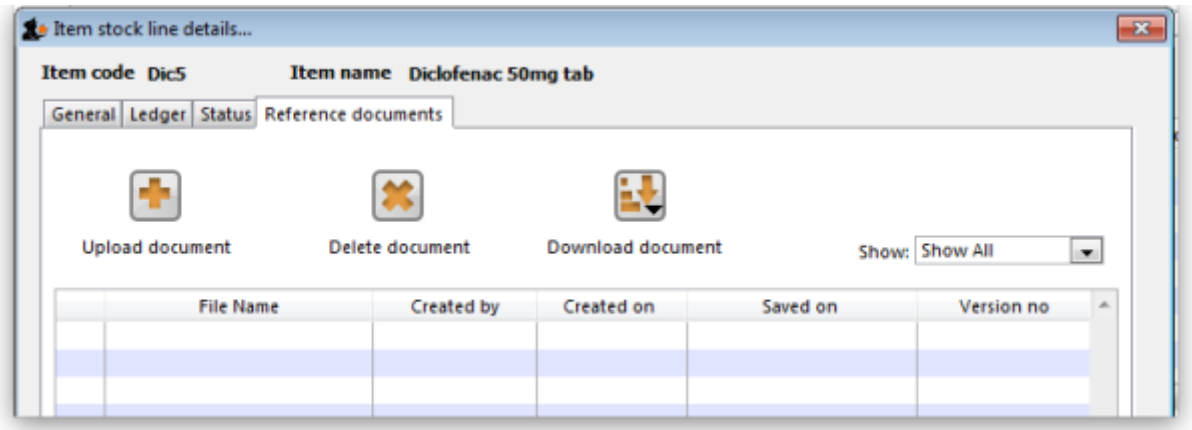 Item stock line details...
Item code Dic5 Item name Diclofenac 50mg tab
General Ledger Status Reference documents
Upload document Delete document Download document
Show: Show All
File Name Created by Created on Saved on Version no